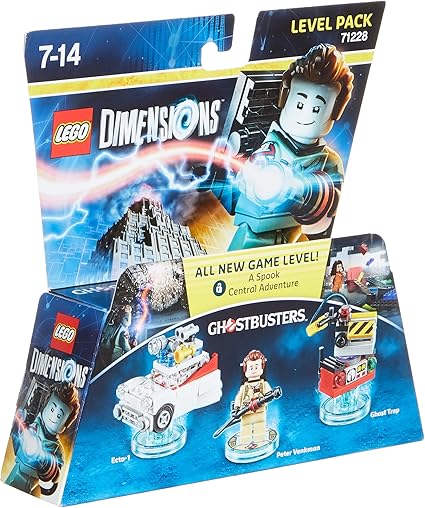 7-14
LEVEL PACK
71228
LEGO DIMENSIONS
ALL NEW GAME LEVEL!
A Spook
Central Adventure
GHOSTBUSTERS.
LEGO
DIMENSIONS
Ecto-1
Peter Venkman
Ghost Trap